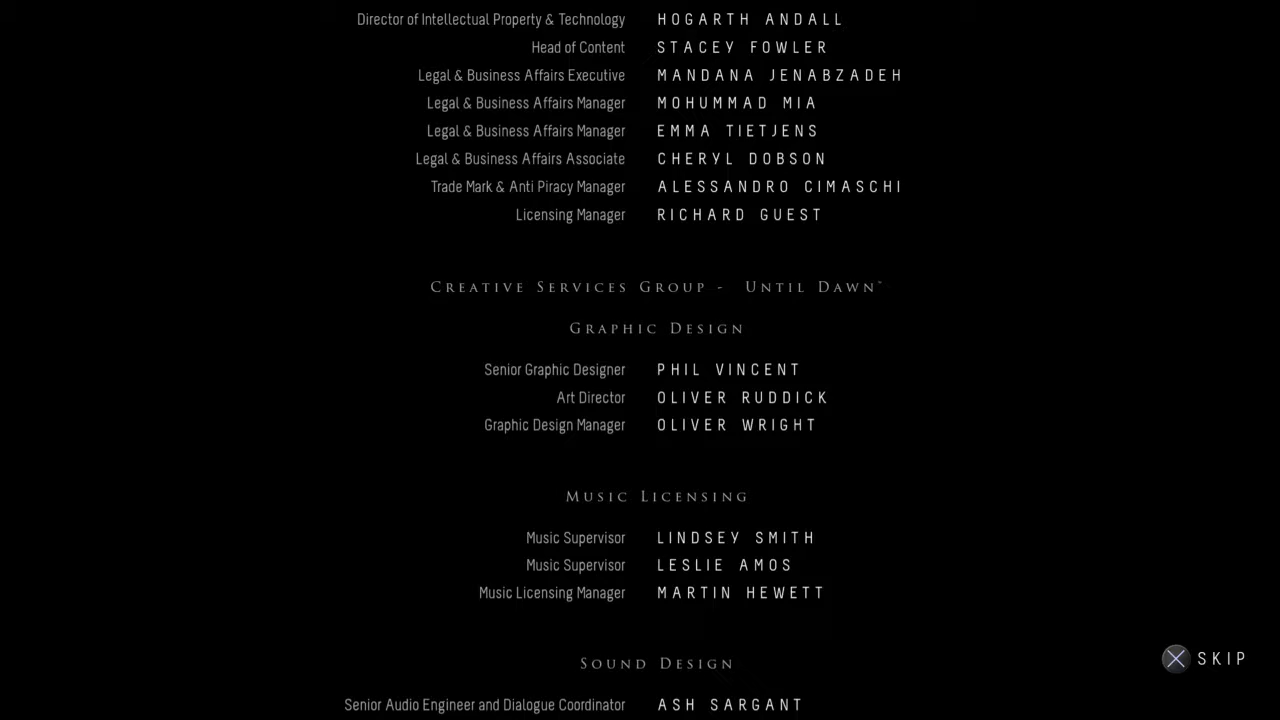 Director of Intellectual Property & Technology HOGARTH ANDALL
Head of Content STACEY FOWLER
Legal & Business Affairs Executive MANDANA JENABZADEH
Legal & Business Affairs Manager MOHUMMAD MIA
Legal & Business Affairs Manager EMMA TIETJENS
Legal & Business Affairs Associate CHERYL DOBSON
Trade Mark & Anti Piracy Manager ALESSANDRO CIMASCHI
Licensing Manager RICHARD GUEST
CREATIVE SERVICES GROUP - UNTIL DAWN™
GRAPHIC DESIGN
Senior Graphic Designer PHIL VINCENT
Art Director OLIVER RUDDICK
Graphic Design Manager OLIVER WRIGHT
MUSIC LICENSING
Music Supervisor LINDSEY SMITH
Music Supervisor LESLIE AMOS
Music Licensing Manager MARTIN HEWETT
SKIP
SOUND DESIGN
Senior Audio Engineer and Dialogue Coordinator ASH SARGANT